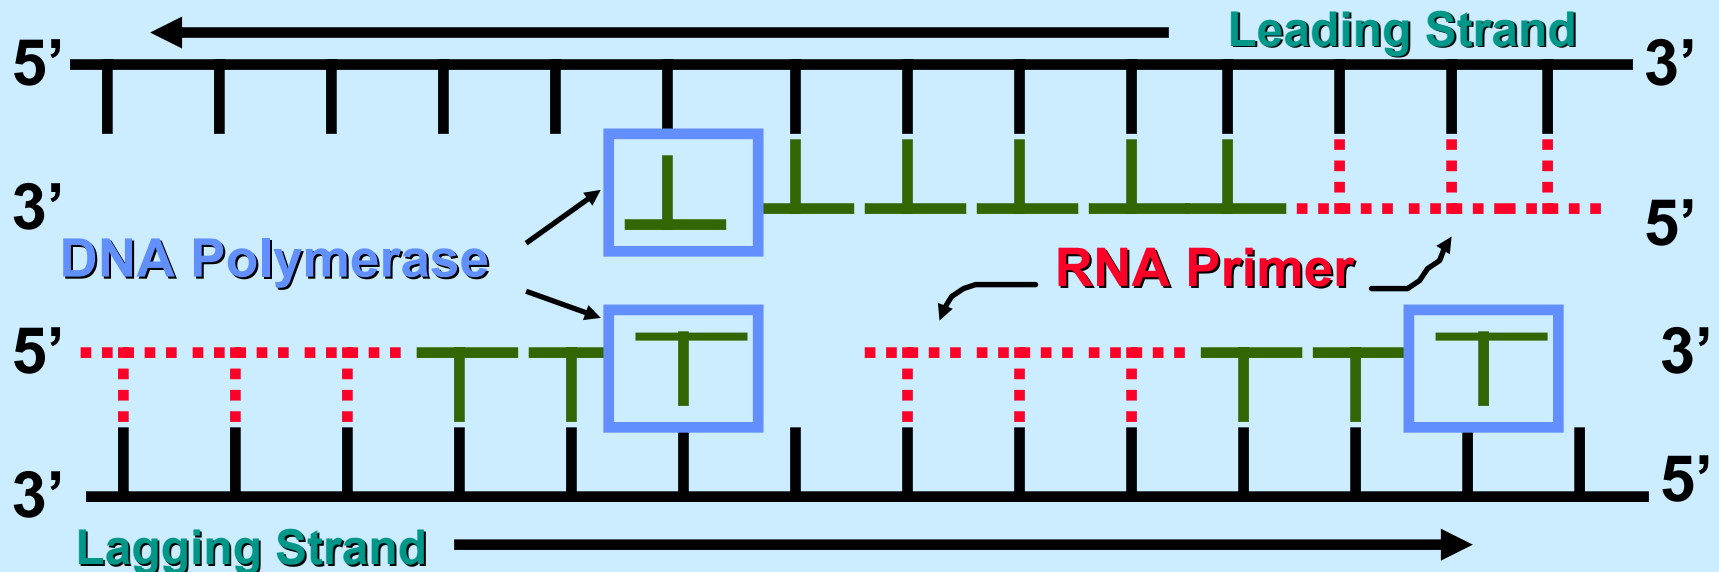 Leading Strand
5’ 3’
3’ 5’
DNA Polymerase
RNA Primer
5’ 3’
3’ 5’
Lagging Strand